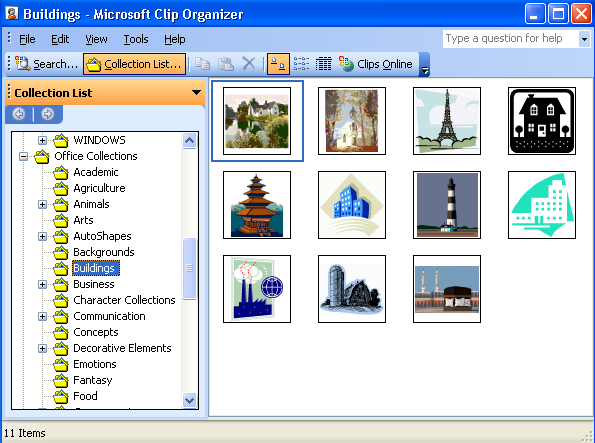 Buildings - Microsoft Clip Organizer
File Edit View Tools Help
Type a question for help
Search... Collection List... Clips Online
Collection List
WINDOWS
Office Collections
Academic
Agriculture
Animals
Arts
AutoShapes
Backgrounds
Buildings
Business
Character Collections
Communication
Concepts
Decorative Elements
Emotions
Fantasy
Food
11 Items